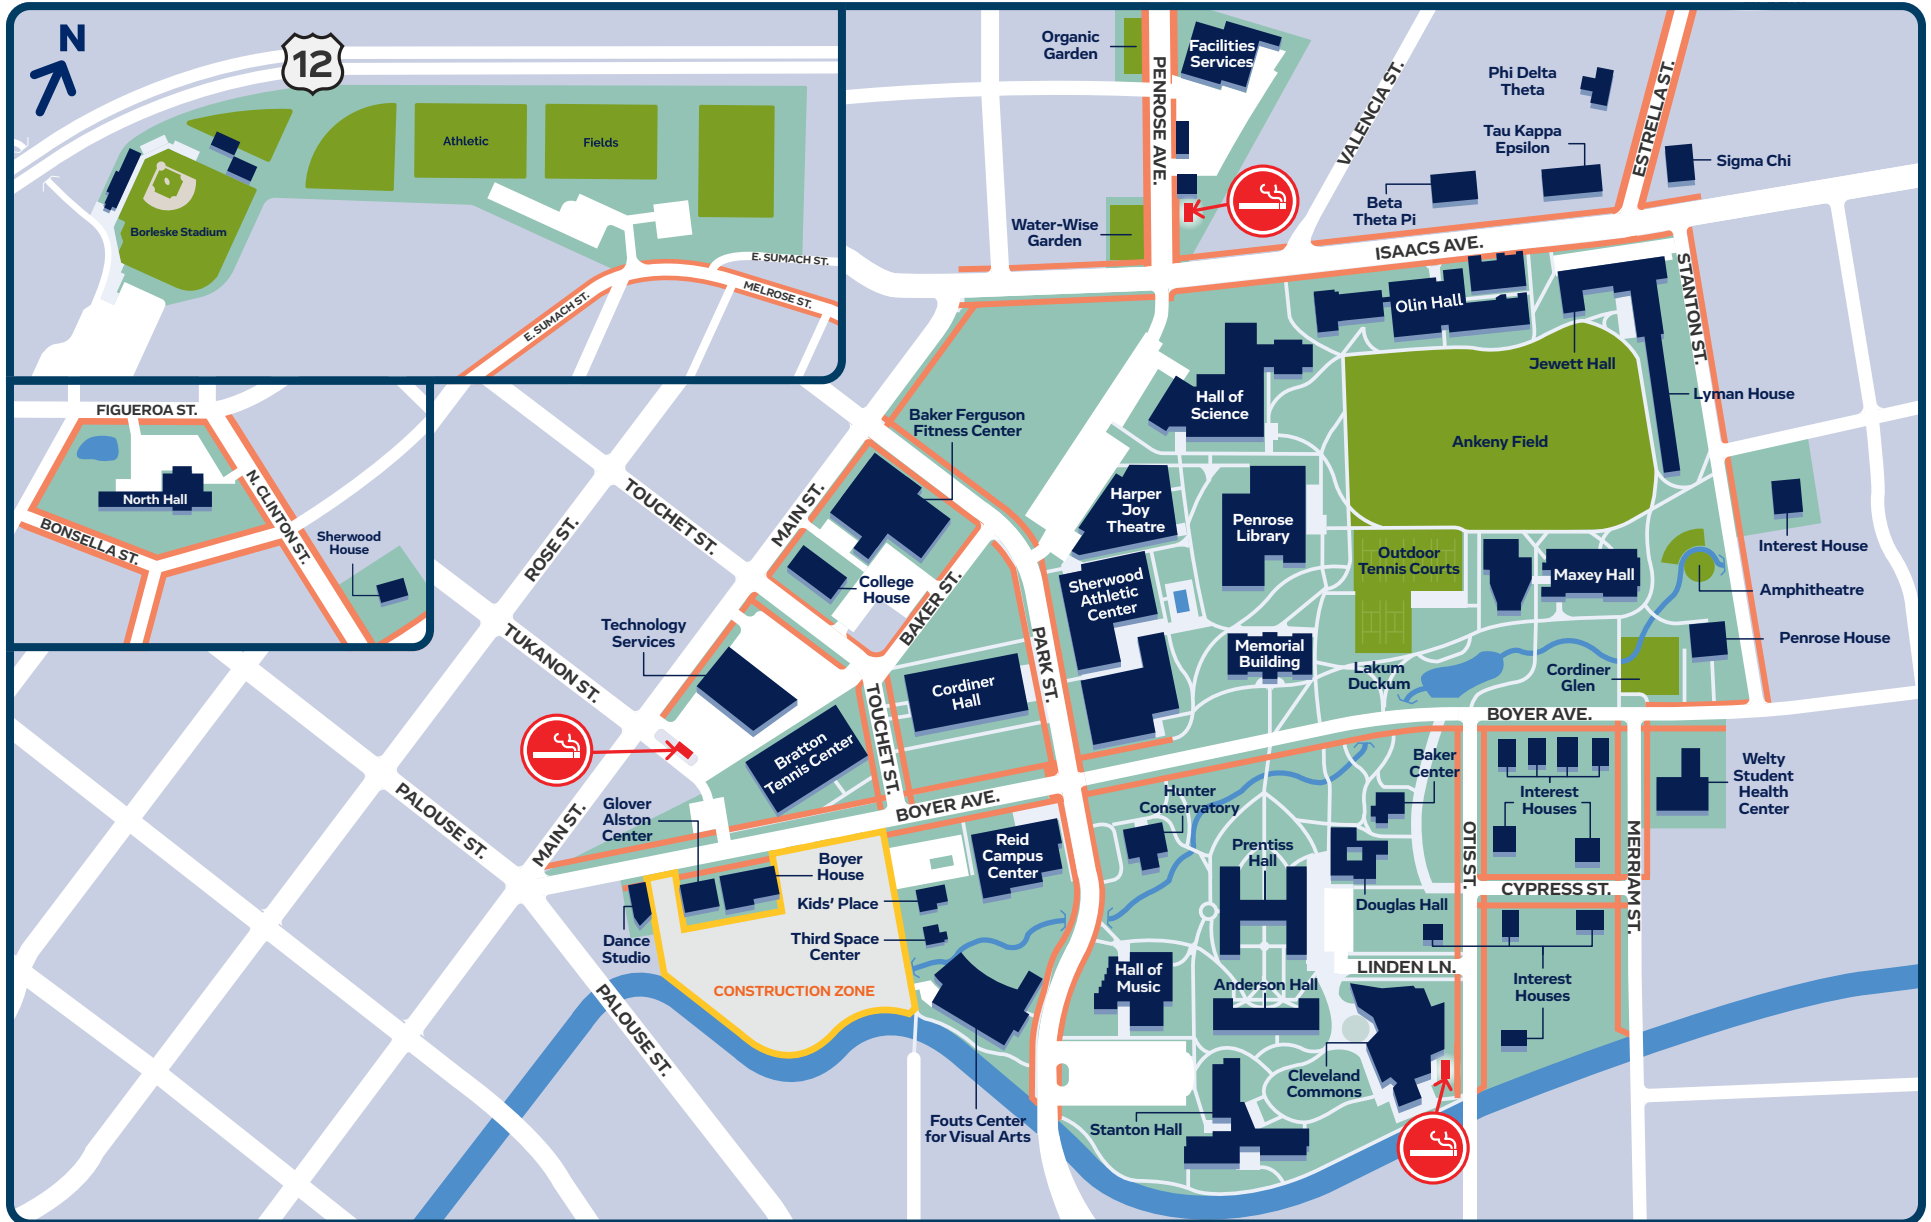 N
12
Athletic
Fields
Borleske Stadium
E. SUMACH ST.
MELROSE ST.
E. SUMACH ST.
FIGUEROA ST.
North Hall
N. CLINTON ST.
BONSELLA ST.
Sherwood
House
Organic
Garden
PENROSE AVE.
Facilities
Services
VALENCIA ST.
Phi Delta
Theta
ESTRELLA ST.
Tau Kappa
Epsilon
Sigma Chi
Beta
Theta Pi
Water-Wise
Garden
ISAACS AVE.
STANTON ST.
Olin Hall
Jewett Hall
Lyman House
Hall of
Science
Ankeny Field
Baker Ferguson
Fitness Center
TOUCHET ST.
MAIN ST.
ROSE ST.
Harper
Joy
Theatre
Penrose
Library
Outdoor
Tennis Courts
Maxey Hall
Interest House
Amphitheatre
College
House
BAKER ST.
Sherwood
Athletic
Center
Technology
Services
TUKANON ST.
PARK ST.
Memorial
Building
Penrose House
Lakum
Duckum
Cordiner
Glen
Cordiner
Hall
TOUCHET ST.
Bratton
Tennis Center
BOYER AVE.
BOYER AVE.
Baker
Center
Welty
Student
Health
Center
Interest
Houses
Hunter
Conservatory
Glover
Alston
Center
PALOUSE ST.
MAIN ST.
Boyer
House
Reid
Campus
Center
Prentiss
Hall
OTIS ST.
MERRIAM ST.
CYPRESS ST.
Kids' Place
Douglas Hall
Dance
Studio
Third Space
Center
CONSTRUCTION ZONE
Hall of
Music
Anderson Hall
LINDEN LN.
Interest
Houses
PALOUSE ST.
Cleveland
Commons
Fouts Center
for Visual Arts
Stanton Hall